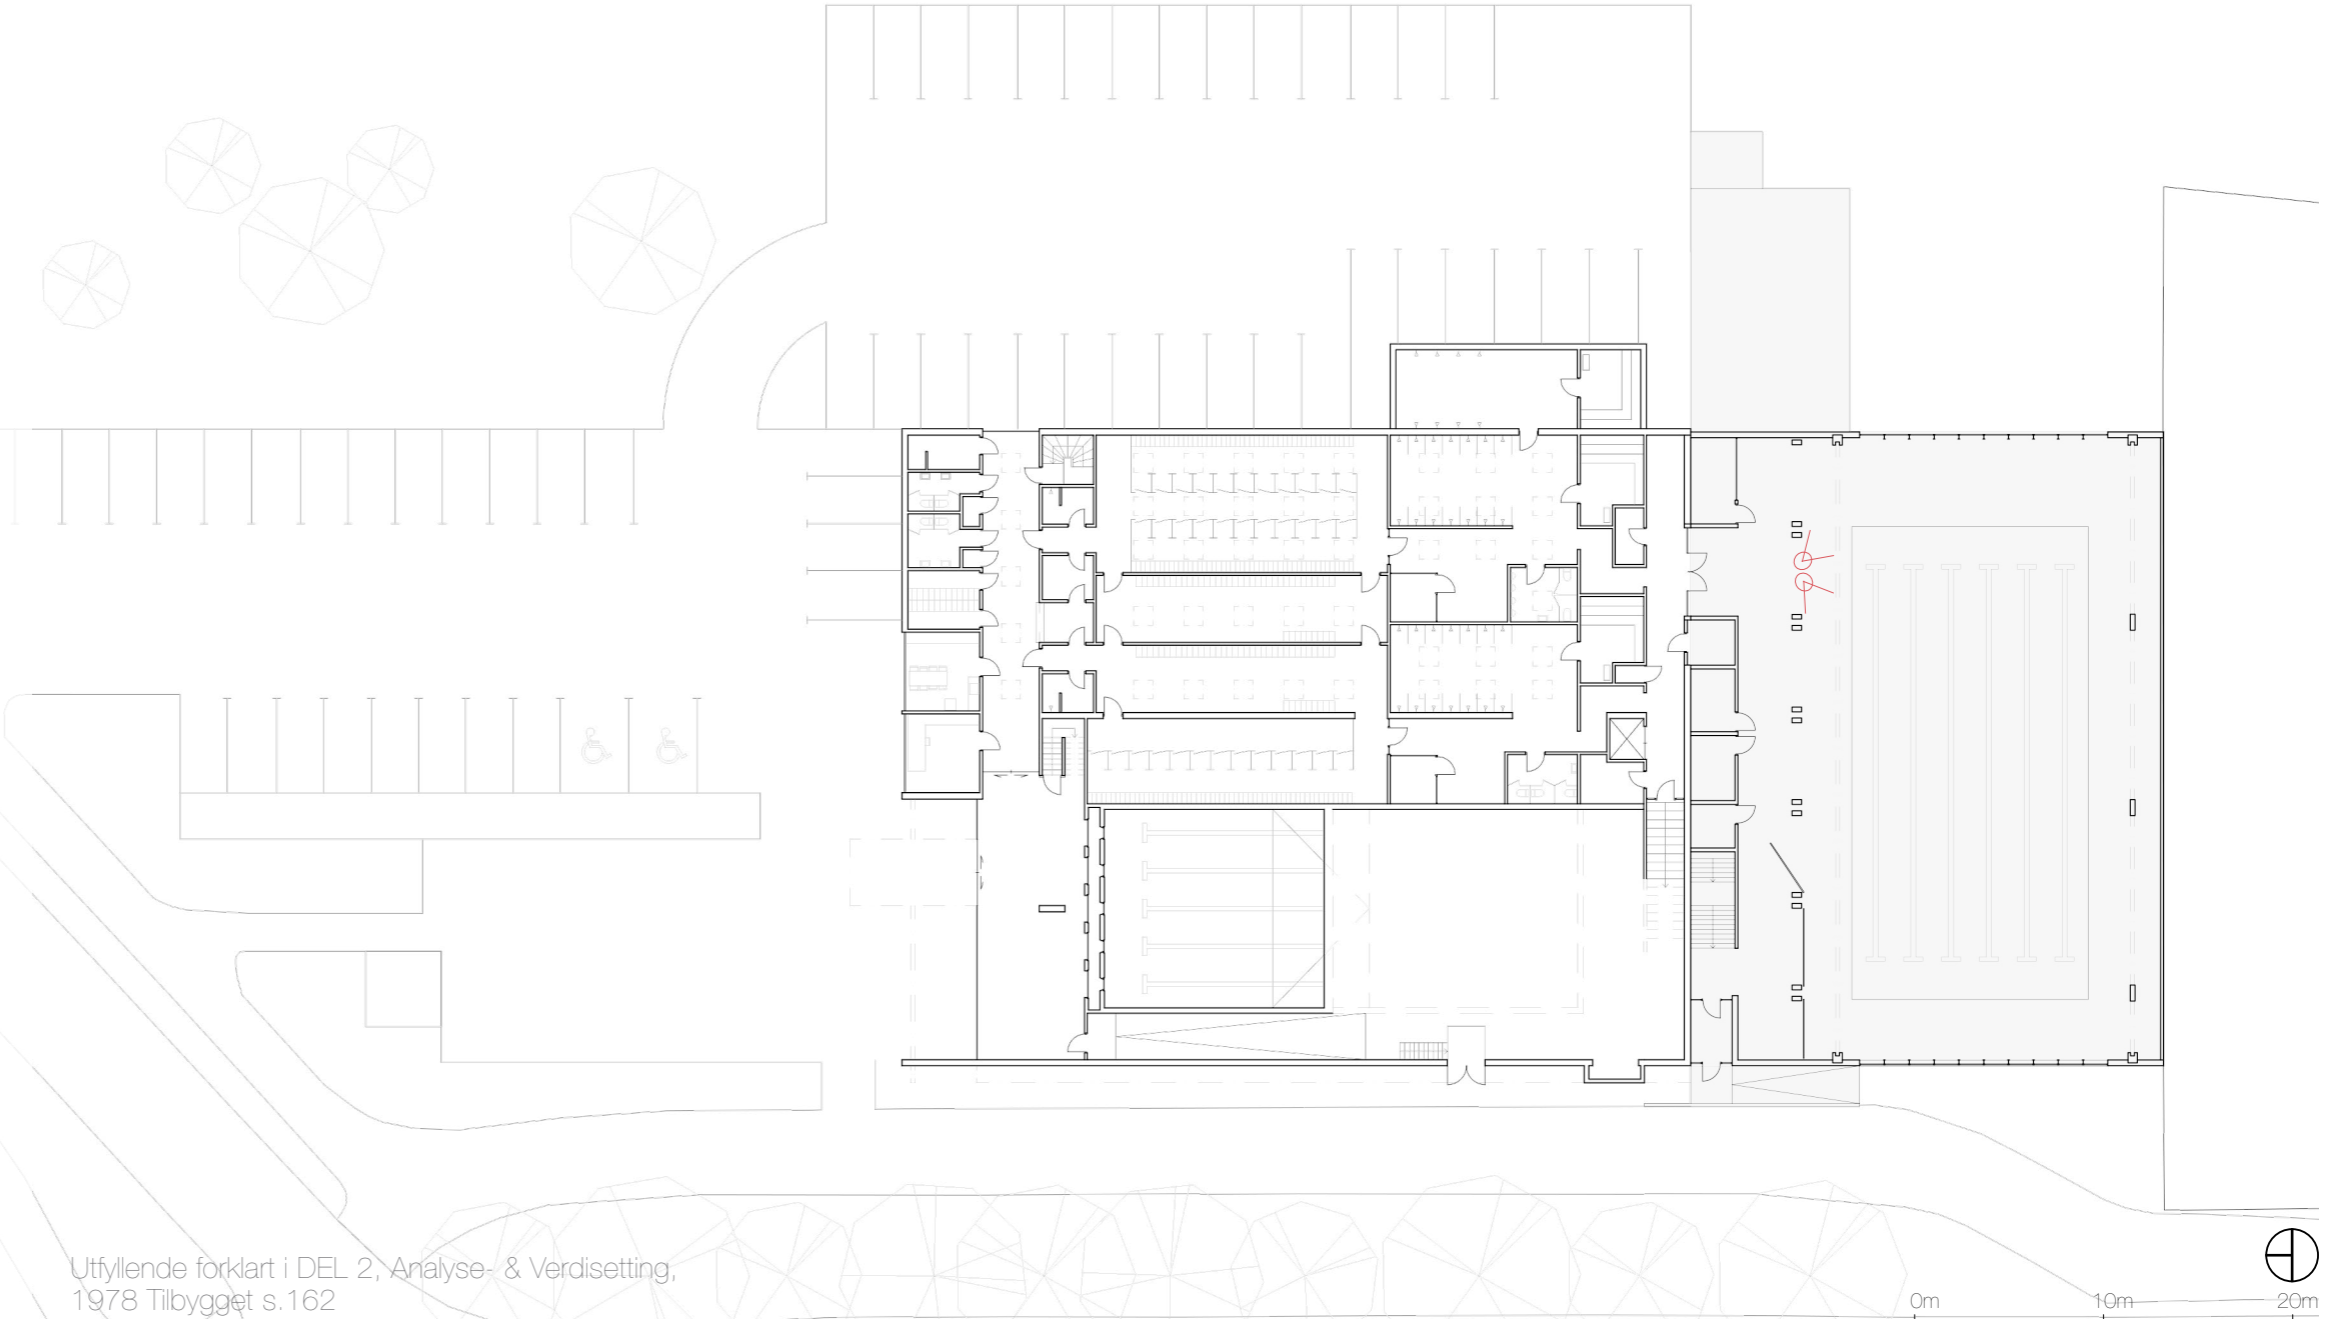 Utfyllende forklart i DEL 2, Analyse- & Verdisetting,
1978 Tilbygget s.162
0m 10m 20m